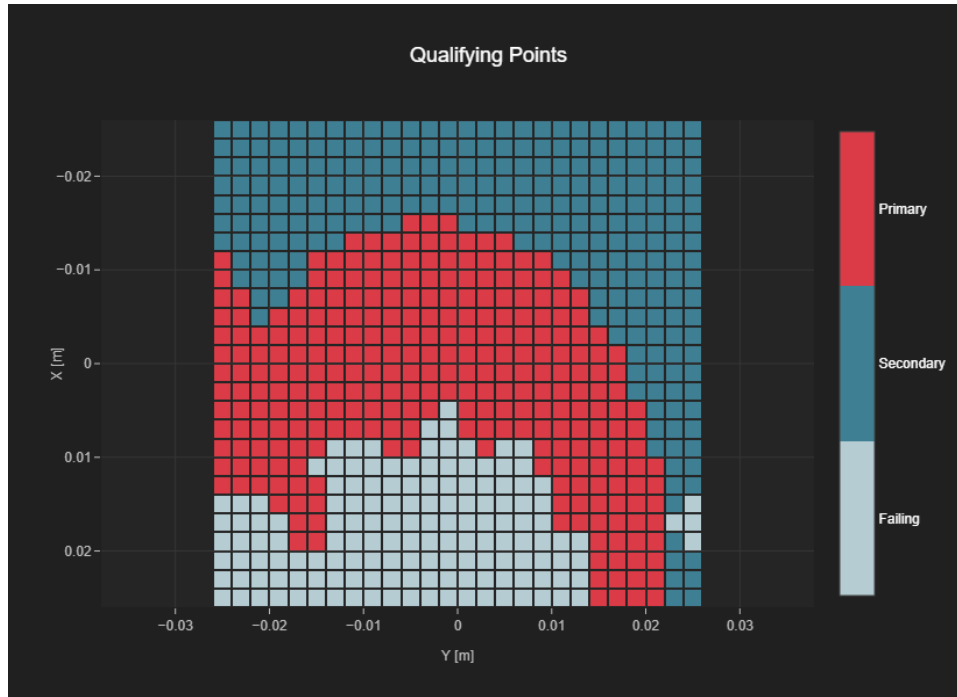 Qualifying Points
−0.02
−0.01
0
0.01
0.02
X [m]
−0.03
−0.02
−0.01
0
0.01
0.02
0.03
Y [m]
Primary
Secondary
Failing